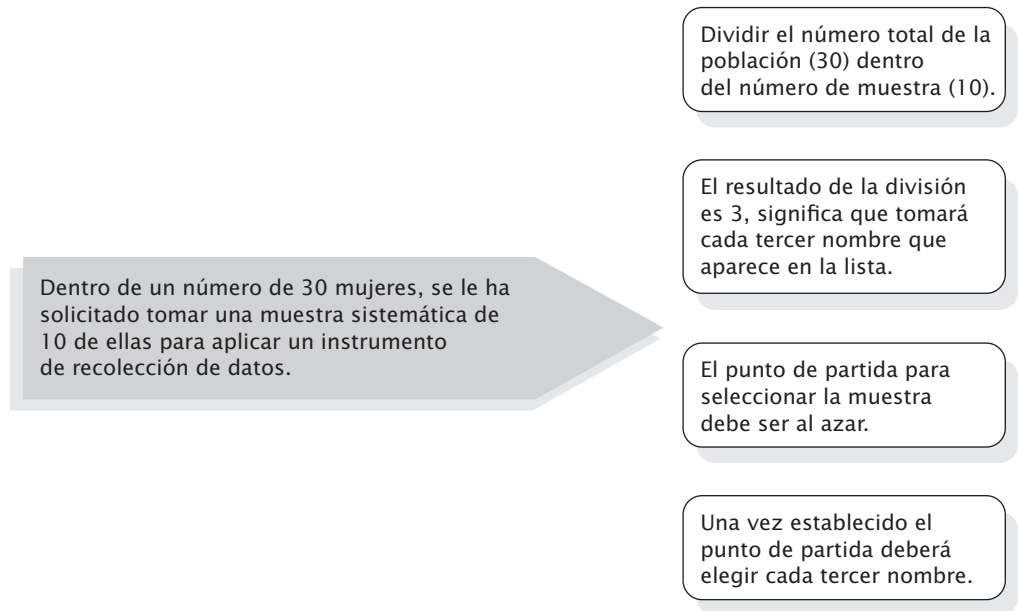 Dentro de un número de 30 mujeres, se le ha
solicitado tomar una muestra sistemática de
10 de ellas para aplicar un instrumento
de recolección de datos.
Dividir el número total de la
población (30) dentro
del número de muestra (10).
El resultado de la división
es 3, significa que tomará
cada tercer nombre que
aparece en la lista.
El punto de partida para
seleccionar la muestra
debe ser al azar.
Una vez establecido el
punto de partida deberá
elegir cada tercer nombre.